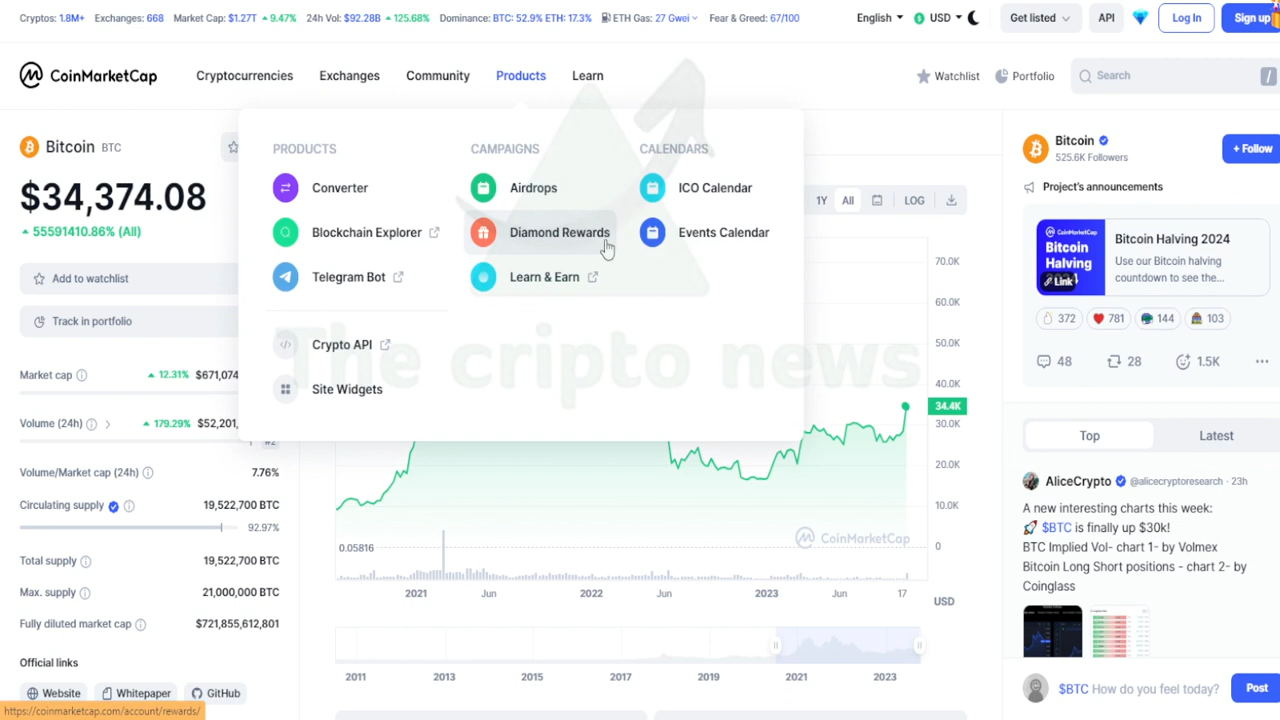 Cryptos: 1.8M+ Exchanges: 668 Market Cap: $1.27T 9.47% 24h Vol: $92.28B 125.68% Dominance: BTC: 52.9% ETH: 17.3% ETH Gas: 27 Gwei Fear & Greed: 67/100 English USD Get listed API Log In Sign up
CoinMarketCap Cryptocurrencies Exchanges Community Products Learn Watchlist Portfolio Search /
Bitcoin BTC
$34,374.08
55591410.86% (All)
Add to watchlist
Track in portfolio
Market cap 12.31% $671,074
Volume (24h) 179.29% $52,201,
#2
Volume/Market cap (24h) 7.76%
Circulating supply 19,522,700 BTC
92.97%
Total supply 19,522,700 BTC
Max. supply 21,000,000 BTC
Fully diluted market cap $721,855,612,801
Official links
Website Whitepaper GitHub
https://coinmarketcap.com/account/rewards/
PRODUCTS
Converter
Blockchain Explorer
Telegram Bot
Crypto API
Site Widgets
CAMPAIGNS
Airdrops
Diamond Rewards
Learn & Earn
CALENDARS
ICO Calendar
Events Calendar
The cripto news
1Y All LOG
70.0K
60.0K
50.0K
40.0K
34.4K
30.0K
20.0K
10.0K
0
0.05816
CoinMarketCap
2021 Jun 2022 Jun 2023 Jun 17
USD
2011 2013 2015 2017 2019 2021 2023
Bitcoin
525.6K Followers
+ Follow
Project's announcements
CoinMarketCap
Bitcoin
Halving
Link
Bitcoin Halving 2024
Use our Bitcoin halving
countdown to see the...
372 781 144 103
48 28 1.5K
Top Latest
AliceCrypto @alicecryptoresearch · 23h
A new interesting charts this week:
$BTC is finally up $30k!
BTC Implied Vol- chart 1- by Volmex
Bitcoin Long Short positions - chart 2- by
Coinglass
$BTC How do you feel today? Post